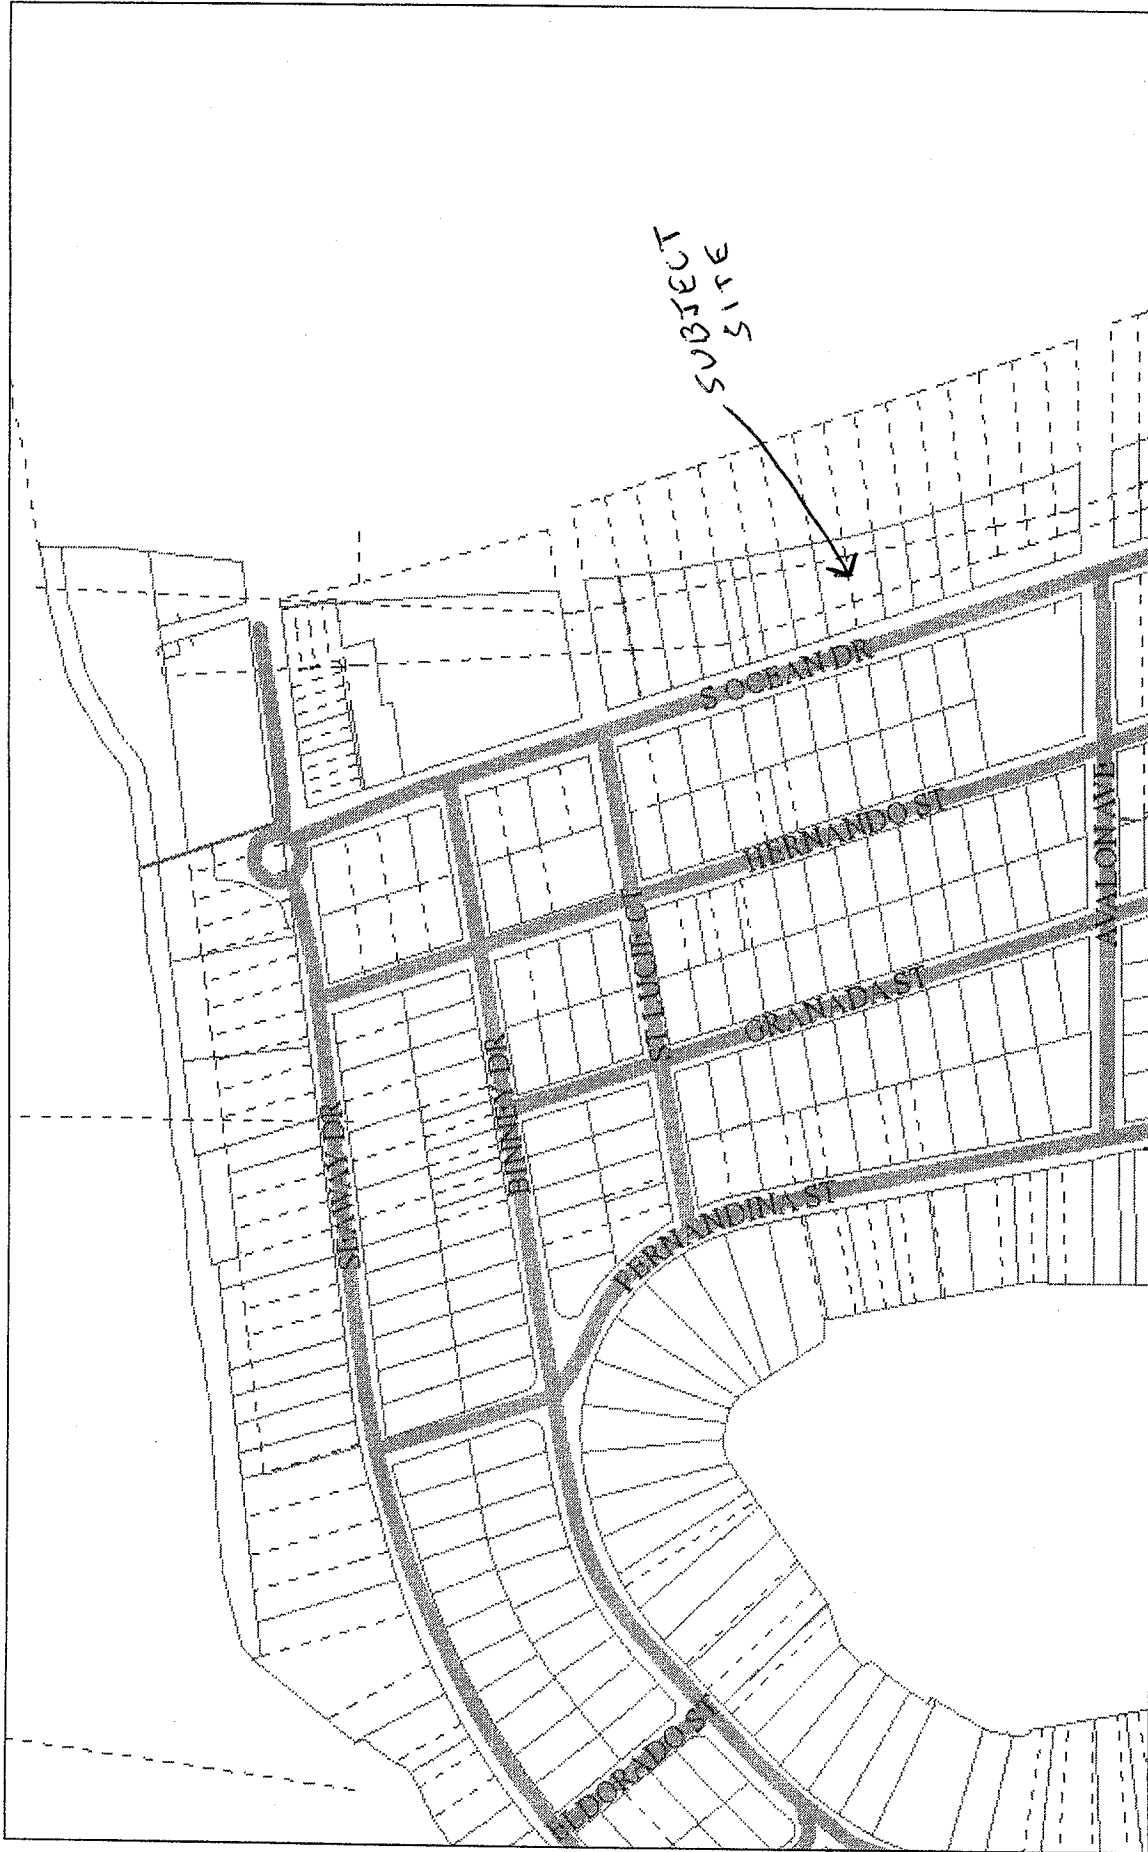 SUBJECT
SITE
S OCEAN DR
HERNANDO ST
AVALON AVE
ST LUCIE CT
GRANADA ST
SEAWAY DR
BINNEY DR
FERNANDINA ST
ELDORADO ST